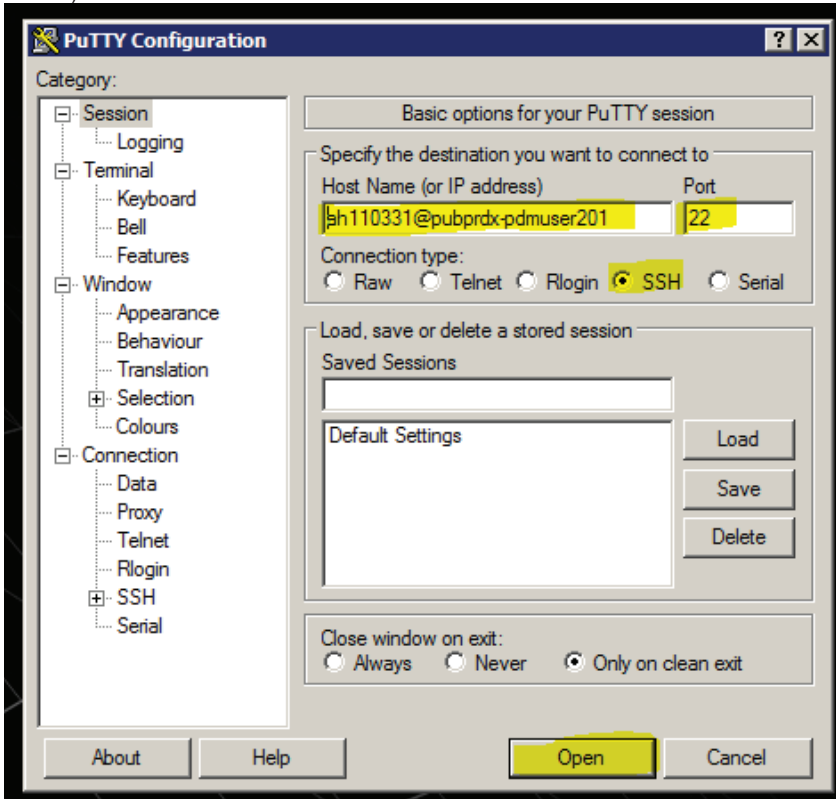 PuTTY Configuration
Category:
Session
Logging
Terminal
Keyboard
Bell
Features
Window
Appearance
Behaviour
Translation
Selection
Colours
Connection
Data
Proxy
Telnet
Rlogin
SSH
Serial
Basic options for your PuTTY session
Specify the destination you want to connect to
Host Name (or IP address) Port
sh110331@pubprdx-pdmuser201 22
Connection type:
Raw Telnet Rlogin SSH Serial
Load, save or delete a stored session
Saved Sessions
Default Settings
Load
Save
Delete
Close window on exit:
Always Never Only on clean exit
About Help Open Cancel